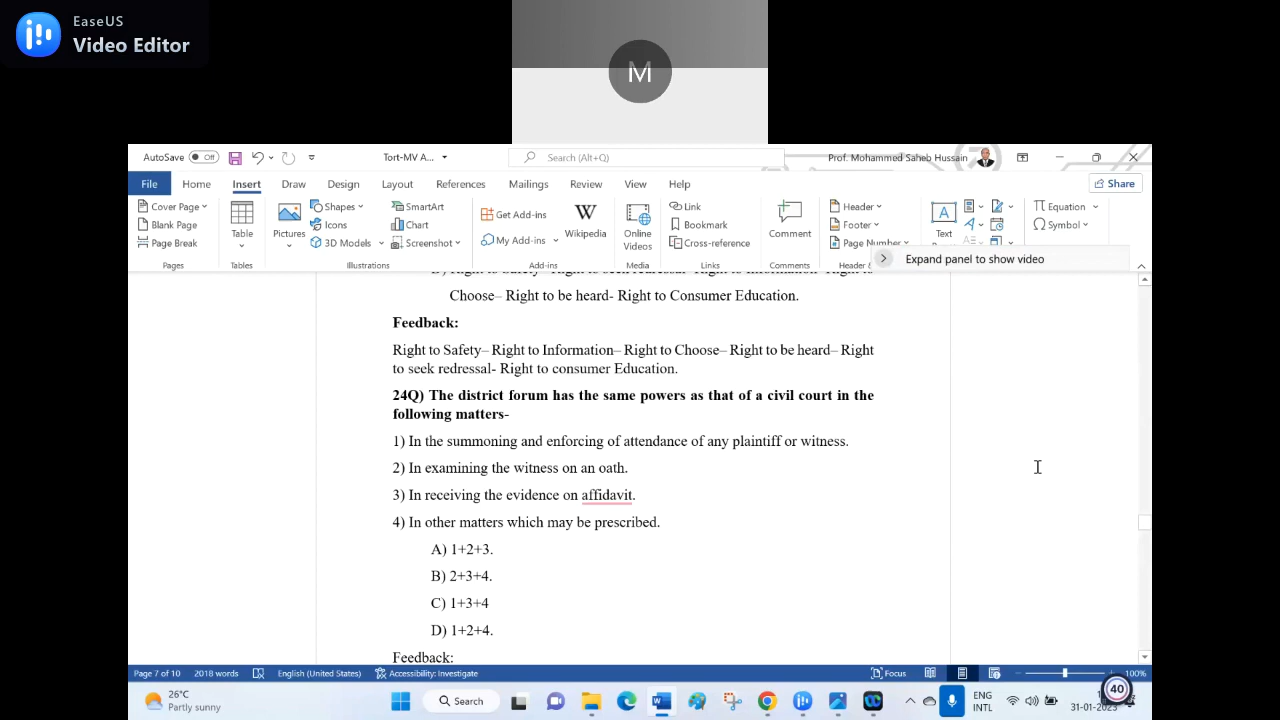 EaseUS
Video Editor
M
AutoSave Off Tort-MV A... Search (Alt+Q) Prof. Mohammed Saheb Hussain
File Home Insert Draw Design Layout References Mailings Review View Help Share
Cover Page Blank Page Page Break Pages
Table Tables
Pictures Shapes Icons 3D Models SmartArt Chart Screenshot Illustrations
Get Add-ins My Add-ins Wikipedia Add-ins
Online Videos Media
Link Bookmark Cross-reference Links
Comment Comments
Header Footer Page Number Header &
Text
Equation Symbol
Expand panel to show video
Choose– Right to be heard- Right to Consumer Education.
Feedback:
Right to Safety– Right to Information– Right to Choose– Right to be heard– Right
to seek redressal- Right to consumer Education.
24Q) The district forum has the same powers as that of a civil court in the
following matters-
1) In the summoning and enforcing of attendance of any plaintiff or witness.
2) In examining the witness on an oath.
3) In receiving the evidence on affidavit.
4) In other matters which may be prescribed.
A) 1+2+3.
B) 2+3+4.
C) 1+3+4
D) 1+2+4.
Feedback:
Page 7 of 10 2018 words English (United States) Accessibility: Investigate Focus 100%
26°C
Partly sunny
Search
ENG
INTL
40
31-01-2023